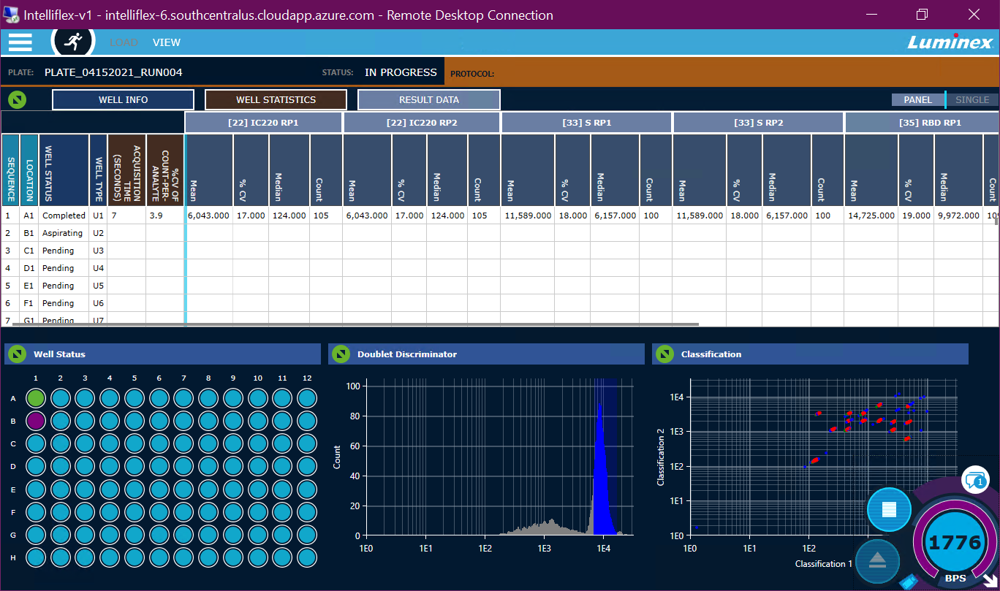 Intelliflex-v1 - intelliflex-6.southcentralus.cloudapp.azure.com - Remote Desktop Connection
LOAD VIEW Luminex
PLATE: PLATE_04152021_RUN004 STATUS: IN PROGRESS PROTOCOL:
WELL INFO WELL STATISTICS RESULT DATA PANEL SINGLE
[22] IC220 RP1 [22] IC220 RP2 [33] S RP1 [33] S RP2 [35] RBD RP1
SEQUENCE LOCATION WELL STATUS WELL TYPE ACQUISITION TIME (SECONDS) %CV OF COUNT-PER-ANALYTE Mean % CV Median Count Mean % CV Median Count Mean % CV Median Count Mean % CV Median Count Mean % CV Median Count
1 A1 Completed U1 7 3.9 6,043.000 17.000 124.000 105 6,043.000 17.000 124.000 105 11,589.000 18.000 6,157.000 100 11,589.000 18.000 6,157.000 100 14,725.000 19.000 9,972.000
2 B1 Aspirating U2
3 C1 Pending U3
4 D1 Pending U4
5 E1 Pending U5
6 F1 Pending U6
7 G1 Pending U7
Well Status
1 2 3 4 5 6 7 8 9 10 11 12
A
B
C
D
E
F
G
H
Doublet Discriminator
100
80
60
40
20
0
Count
1E0 1E1 1E2 1E3 1E4
Classification
1E4
1E3
1E2
1E1
1E0
Classification 2
1E0 1E1 1E2
Classification 1
1
1776
BPS